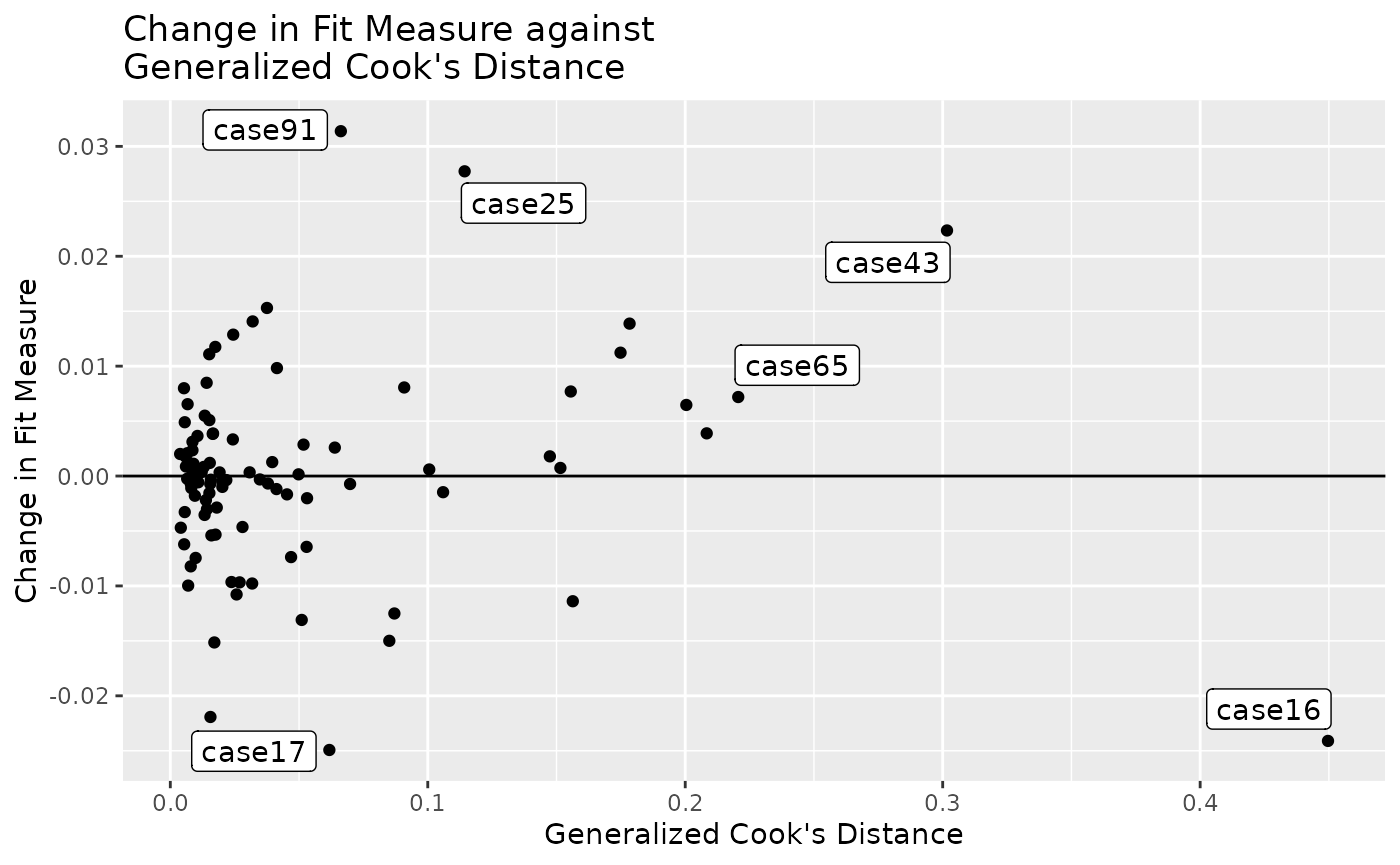 Change in Fit Measure against
Generalized Cook's Distance
Change in Fit Measure
0.03
0.02
0.01
0.00
-0.01
-0.02
case91
case25
case43
case65
case16
case17
0.0
0.1
0.2
0.3
0.4
Generalized Cook's Distance